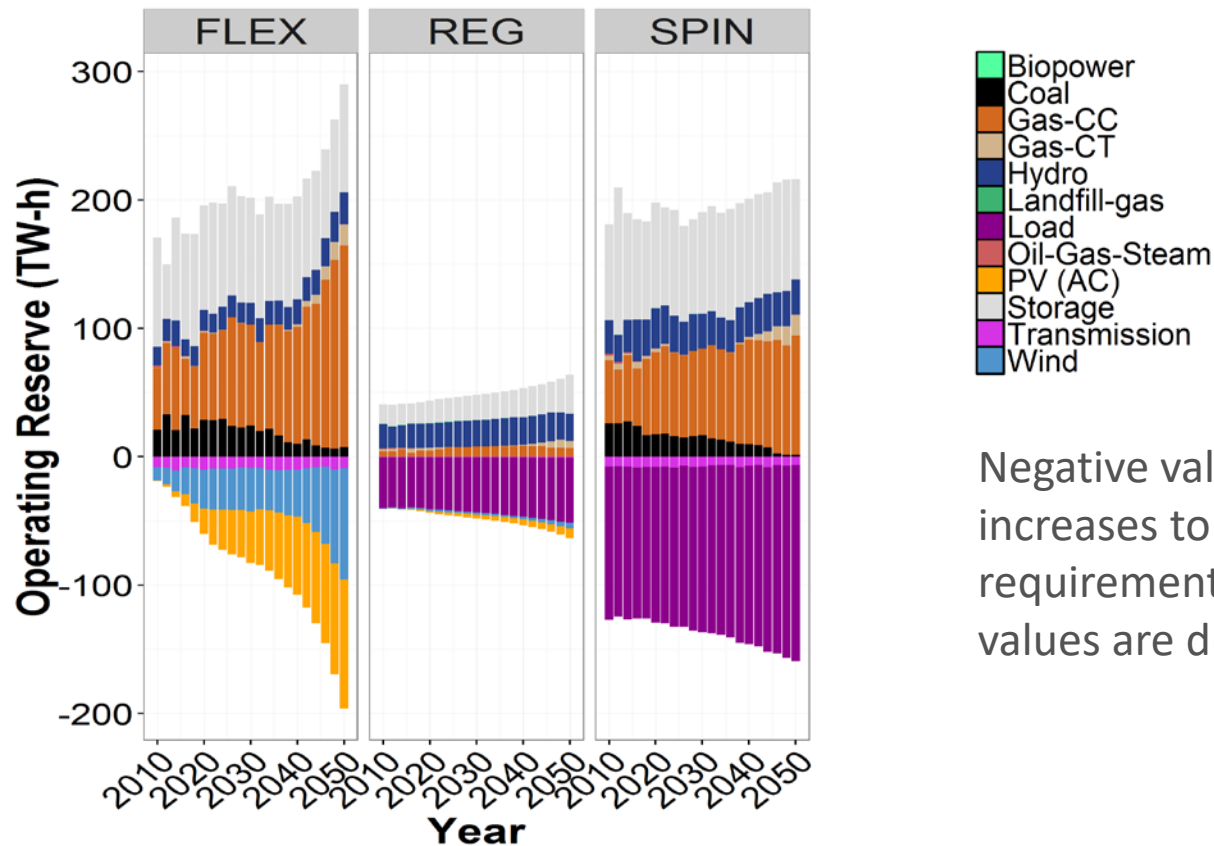 FLEX
REG
SPIN
Operating Reserve (TW-h)
300
200
100
0
-100
-200
2010
2020
2030
2040
2050
2010
2020
2030
2040
2050
2010
2020
2030
2040
2050
Year
Biopower
Coal
Gas-CC
Gas-CT
Hydro
Landfill-gas
Load
Oil-Gas-Steam
PV (AC)
Storage
Transmission
Wind
Negative val
increases to
requirement
values are d